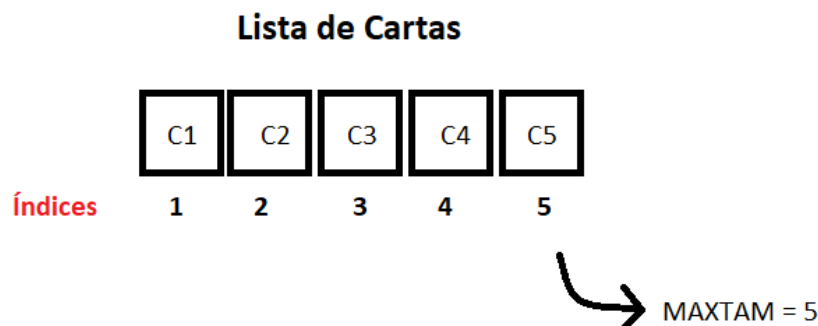 Lista de Cartas
C1 C2 C3 C4 C5
Índices 1 2 3 4 5
MAXTAM = 5